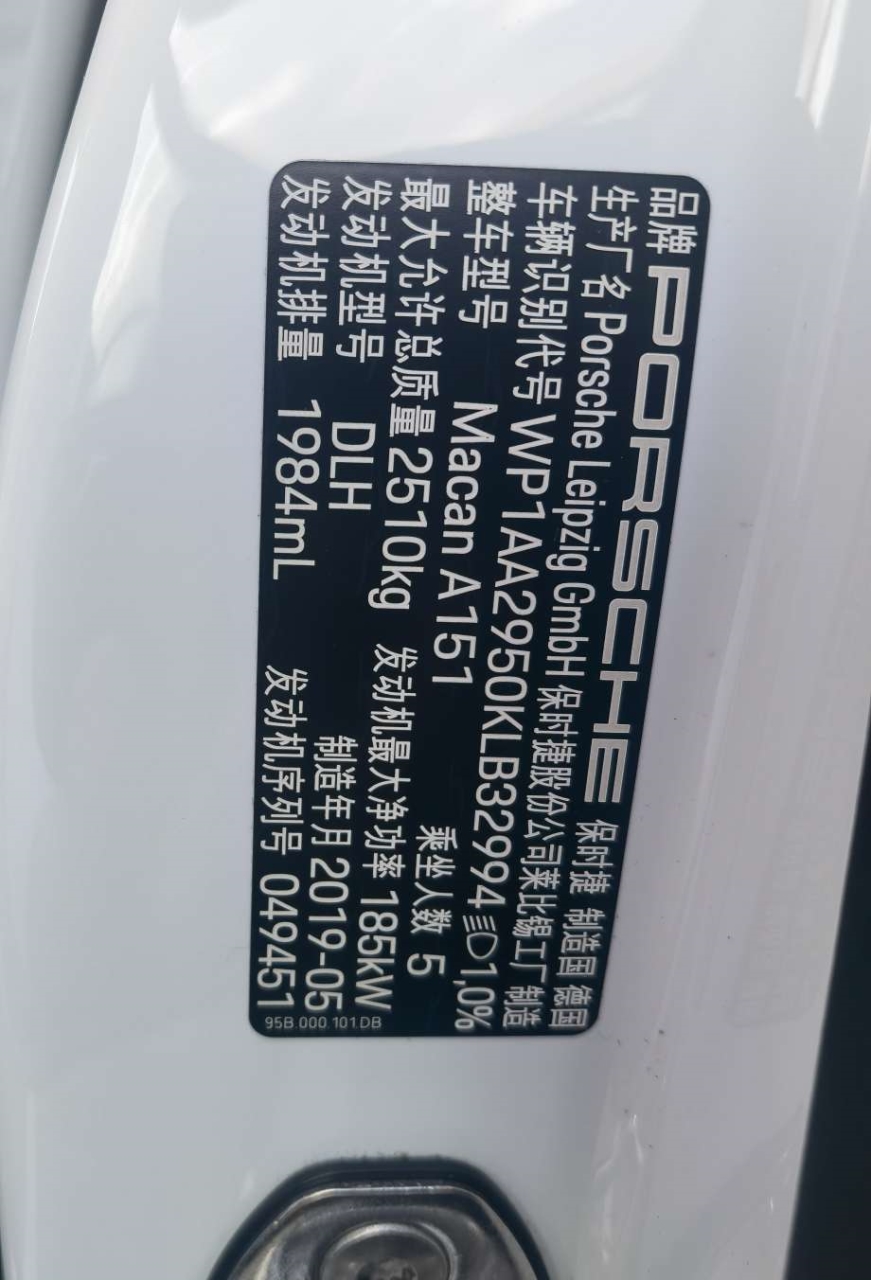 品牌 PORSCHE 保时捷 制造国 德国
生产厂名 Porsche Leipzig GmbH 保时捷股份公司莱比锡工厂 制造
车辆识别代号 WP1AA2950KLB32994 1,0%
整车型号 Macan A151 乘坐人数 5
最大允许总质量 2510kg 发动机最大净功率 185kW
发动机型号 DLH 制造年月 2019-05
发动机排量 1984mL 发动机序列号 049451
95B.000.101.DB